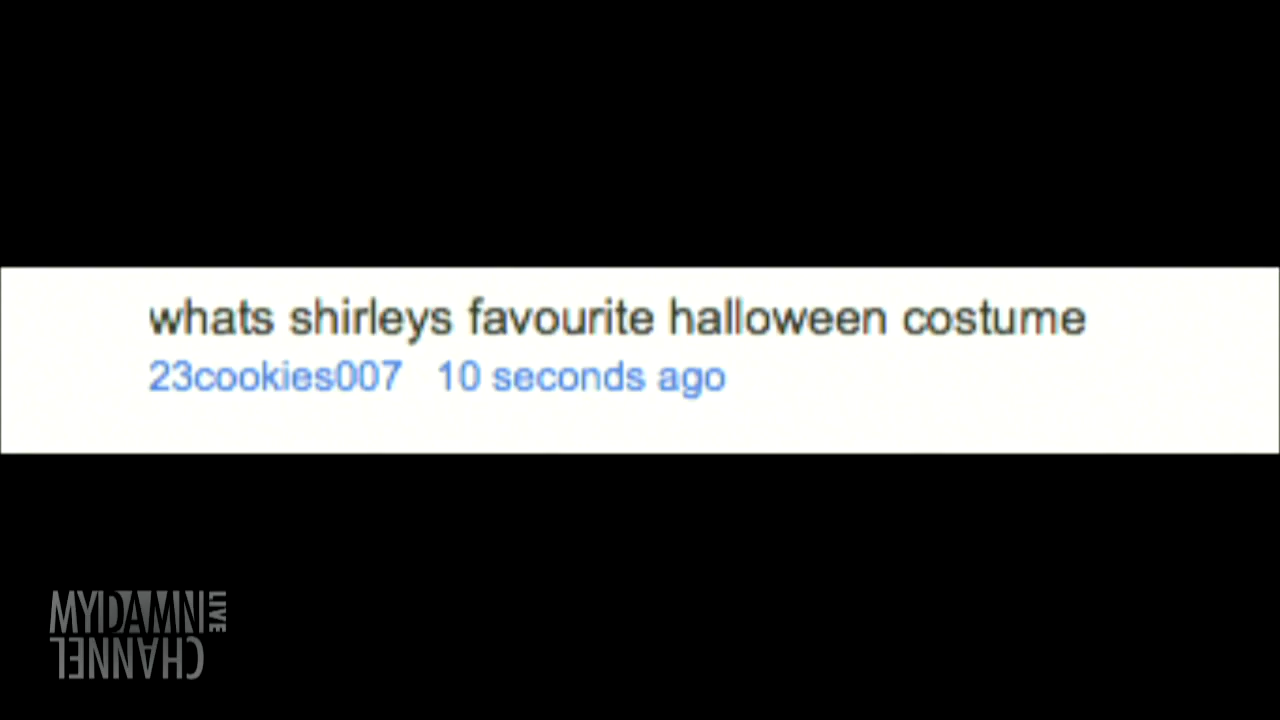 whats shirleys favourite halloween costume
23cookies007 10 seconds ago
MYDAMN LIVE
CHANNEL